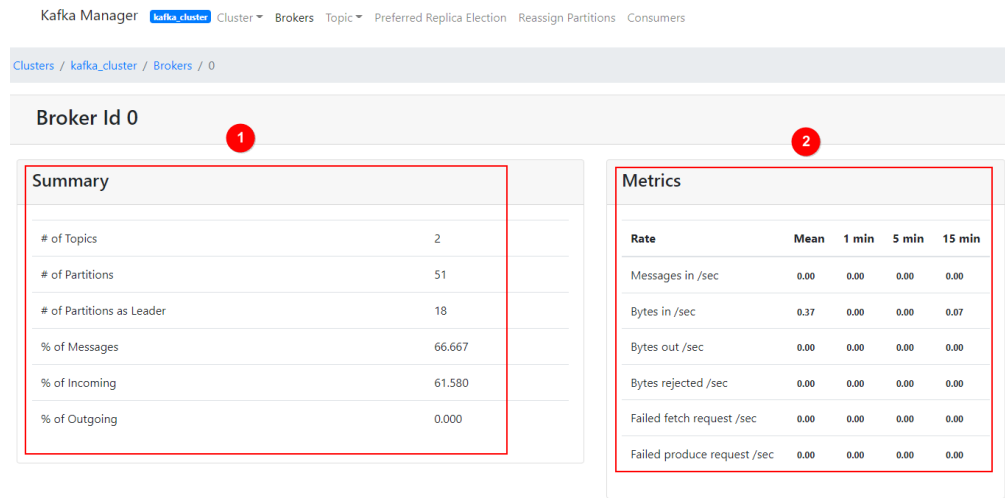 Kafka Manager kafka_cluster Cluster Brokers Topic Preferred Replica Election Reassign Partitions Consumers
Clusters / kafka_cluster / Brokers / 0
Broker Id 0
1
2
Summary
# of Topics 2
# of Partitions 51
# of Partitions as Leader 18
% of Messages 66.667
% of Incoming 61.580
% of Outgoing 0.000
Metrics
Rate Mean 1 min 5 min 15 min
Messages in /sec 0.00 0.00 0.00 0.00
Bytes in /sec 0.37 0.00 0.00 0.07
Bytes out /sec 0.00 0.00 0.00 0.00
Bytes rejected /sec 0.00 0.00 0.00 0.00
Failed fetch request /sec 0.00 0.00 0.00 0.00
Failed produce request /sec 0.00 0.00 0.00 0.00